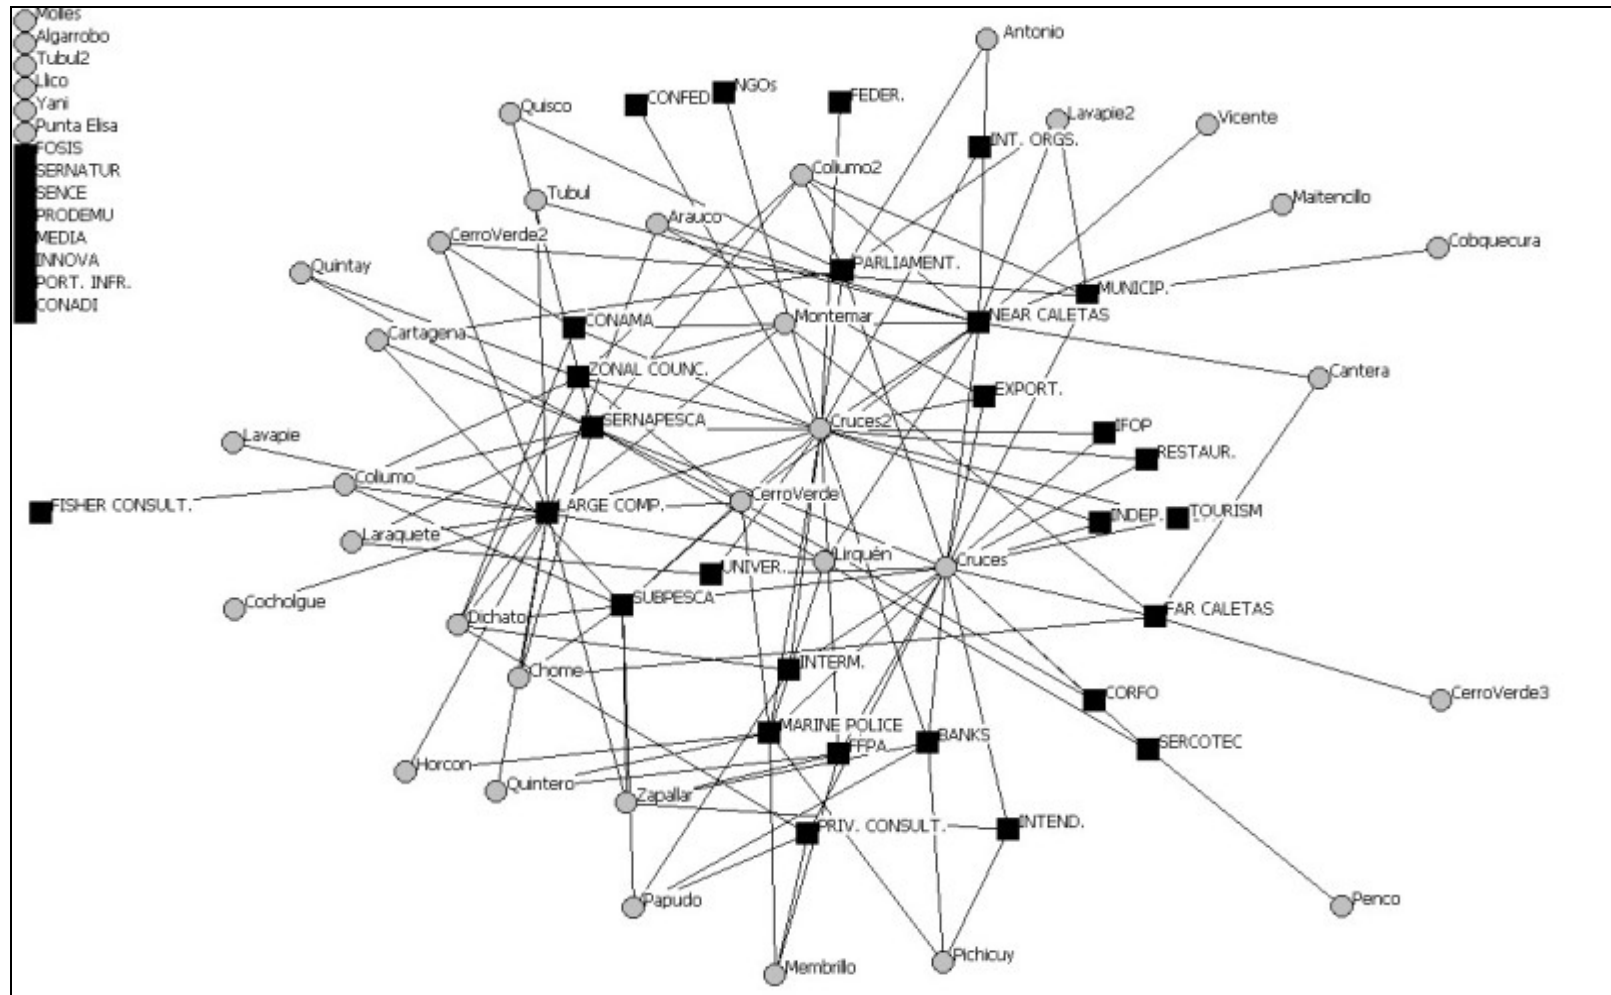 Molles
Algarrobo
Tubul2
Llico
Yani
Punta Elisa
FOSIS
SERNATUR
SENCE
PRODEMU
MEDIA
INNOVA
PORT. INFR.
CONADI
Antonio
NGOs
CONFED
FEDER.
Quisco
Lavapie2
Vicente
INT. ORGS.
Coliumo2
Tubul
Maitencillo
Arauco
CerroVerde2
Cobquecura
Quintay
PARLIAMENT.
MUNICIP.
CONAMA
Montemar
NEAR CALETAS
Cartagena
ZONAL COUNC.
Cantera
EXPORT.
SERNAPESCA
Cruces2
IFOP
Lavapie
RESTAUR.
Coliumo
FISHER CONSULT.
LARGE COMP.
CerroVerde
INDEP.
TOURISM
Laraquete
Lirquén
Cruces
UNIVER.
SUBPESCA
Cocholgue
Dichato
FAR CALETAS
Chome
INTERM.
CORFO
CerroVerde3
MARINE POLICE
FFPA
BANKS
SERCOTEC
Horcon
Quintero
Zapallar
PRIV. CONSULT.
INTEND.
Papudo
Penco
Membrillo
Pichicuy